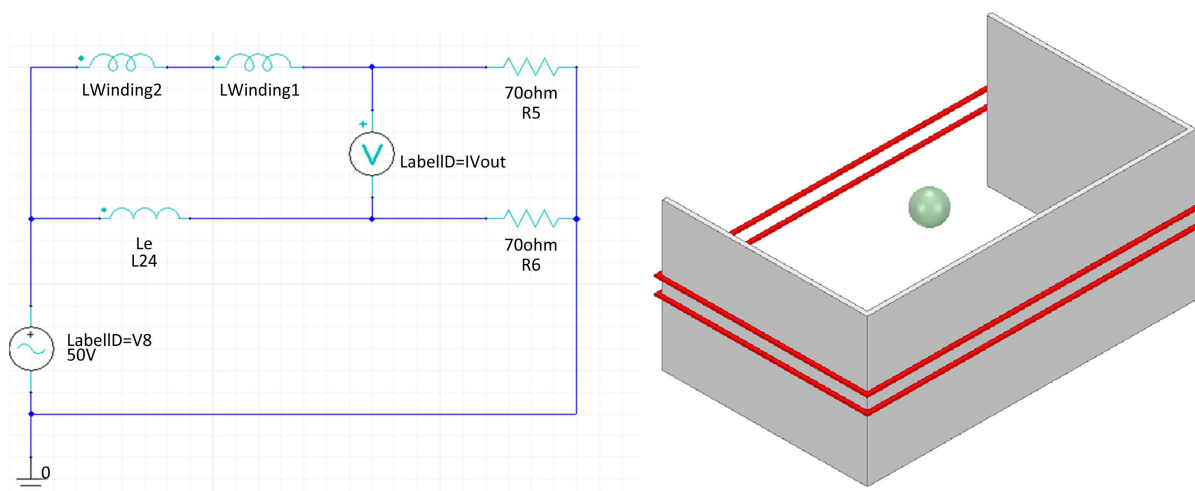 LWinding2
LWinding1
70ohm
R5
+
V
LabelID=IVout
Le
L24
70ohm
R6
+
LabelID=V8
50V
0